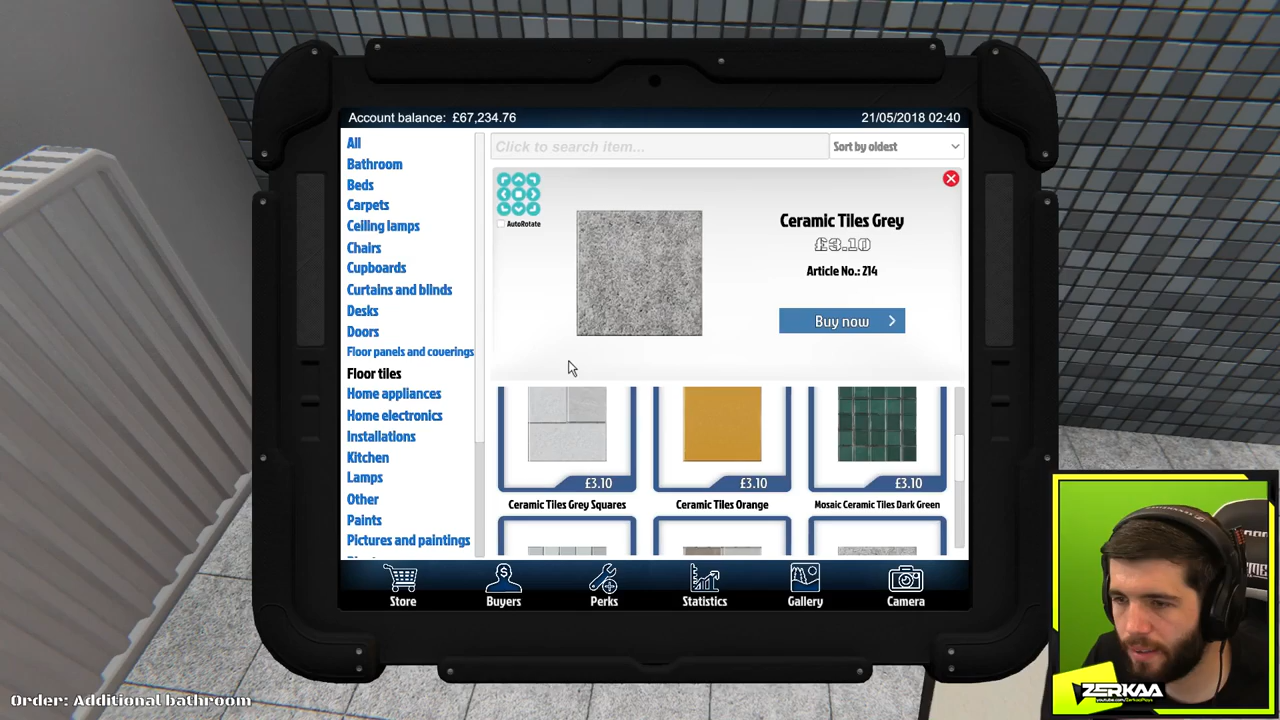 Account balance: £67,234.76
21/05/2018 02:40
All
Bathroom
Beds
Carpets
Ceiling lamps
Chairs
Cupboards
Curtains and blinds
Desks
Doors
Floor panels and coverings
Floor tiles
Home appliances
Home electronics
Installations
Kitchen
Lamps
Other
Paints
Pictures and paintings
Click to search item...
Sort by oldest
AutoRotate
Ceramic Tiles Grey
£3.10
Article No.: 214
Buy now
£3.10
£3.10
£3.10
Ceramic Tiles Grey Squares
Ceramic Tiles Orange
Mosaic Ceramic Tiles Dark Green
Store
Buyers
Perks
Statistics
Gallery
Camera
Order: Additional bathroom
ZERKAA
youtube.com/ZerkaaPlays